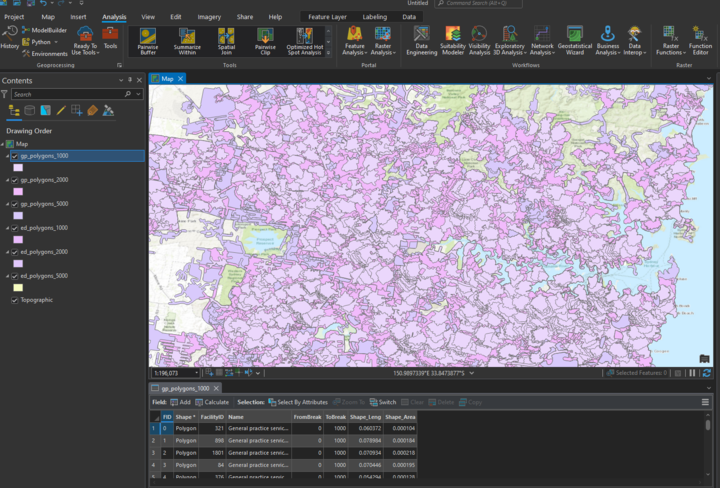 Untitled
Command Search (Alt+Q)
Project Map Insert Analysis View Edit Imagery Share Help Feature Layer Labeling Data
History
ModelBuilder
Python
Environments
Ready To Use Tools
Tools
Pairwise Buffer
Summarize Within
Spatial Join
Pairwise Clip
Optimized Hot Spot Analysis
Feature Analysis
Raster Analysis
Data Engineering
Suitability Modeler
Visibility Analysis
Exploratory 3D Analysis
Network Analysis
Geostatistical Wizard
Business Analysis
Data Interop
Raster Functions
Function Editor
Geoprocessing Tools Portal Workflows Raster
Contents
Search
Drawing Order
Map
gp_polygons_1000
gp_polygons_2000
gp_polygons_5000
ed_polygons_1000
ed_polygons_2000
ed_polygons_5000
Topographic
Map
1:196,073
150.9897339°E 33.8473877°S
Selected Features: 0
gp_polygons_1000
Field: Add Calculate Selection: Select By Attributes Zoom To Switch Clear Delete Copy
FID Shape * FacilityID Name FromBreak ToBreak Shape_Leng Shape_Area
1 0 Polygon 321 General practice servic... 0 1000 0.060372 0.000104
2 1 Polygon 898 General practice servic... 0 1000 0.078984 0.000184
3 2 Polygon 1801 General practice servic... 0 1000 0.070934 0.000218
4 3 Polygon 84 General practice servic... 0 1000 0.070446 0.000195
5 4 Polygon 376 General practice servic... 0 1000 0.054294 0.000128